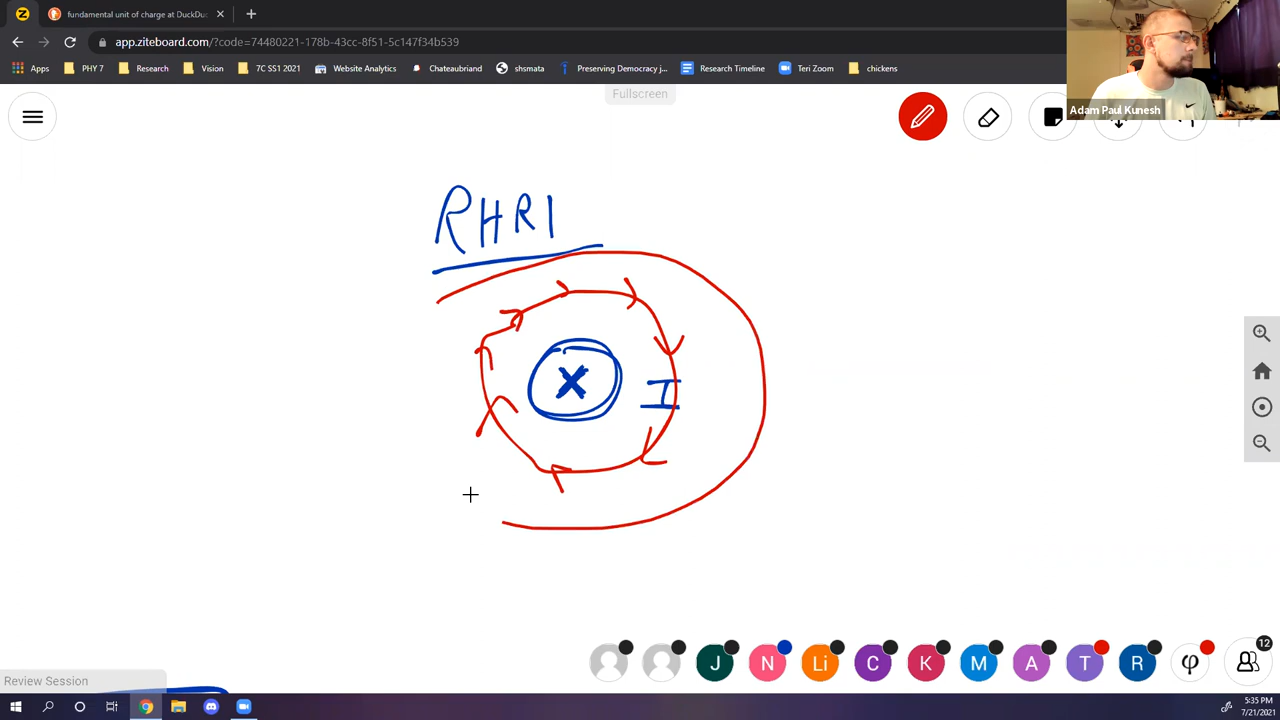 fundamental unit of charge at DuckDuc
app.ziteboard.com/?code=74480221-178b-43cc-8f51-5c147f34b539
Apps PHY 7 Research Vision 7C SS1 2021 Website Analytics Chateaubriand shsmata Preserving Democracy j... Research Timeline Teri Zoom chickens
Fullscreen
Adam Paul Kunesh
RHR1
X
I
12
J N Li C K M A T R φ
Review Session
5:35 PM
7/21/2021